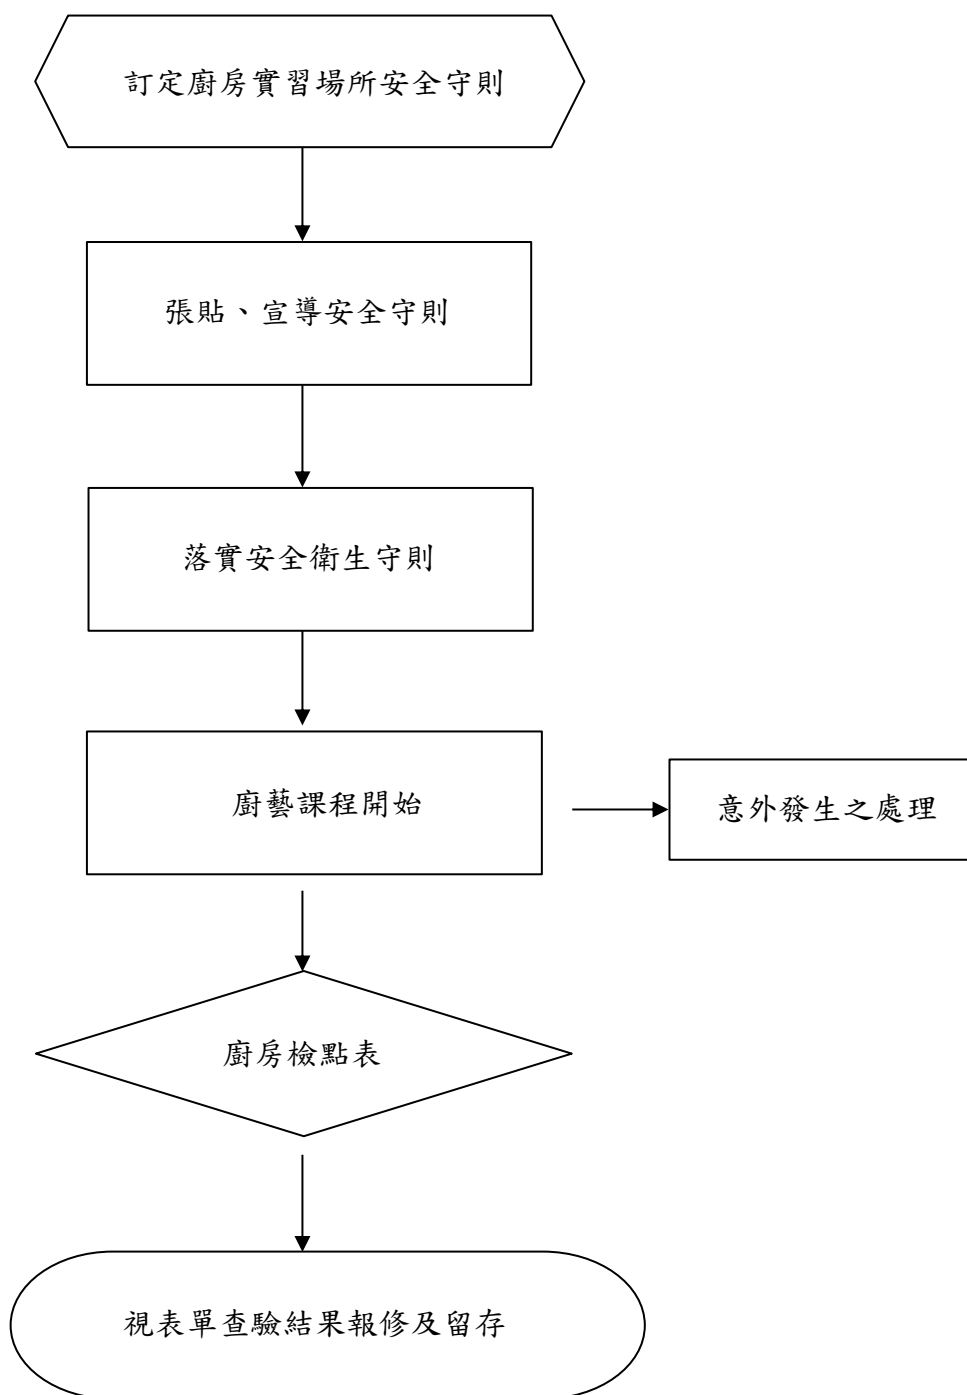 訂定廚房實習場所安全守則
張貼、宣導安全守則
落實安全衛生守則
廚藝課程開始
意外發生之處理
廚房檢點表
視表單查驗結果報修及留存